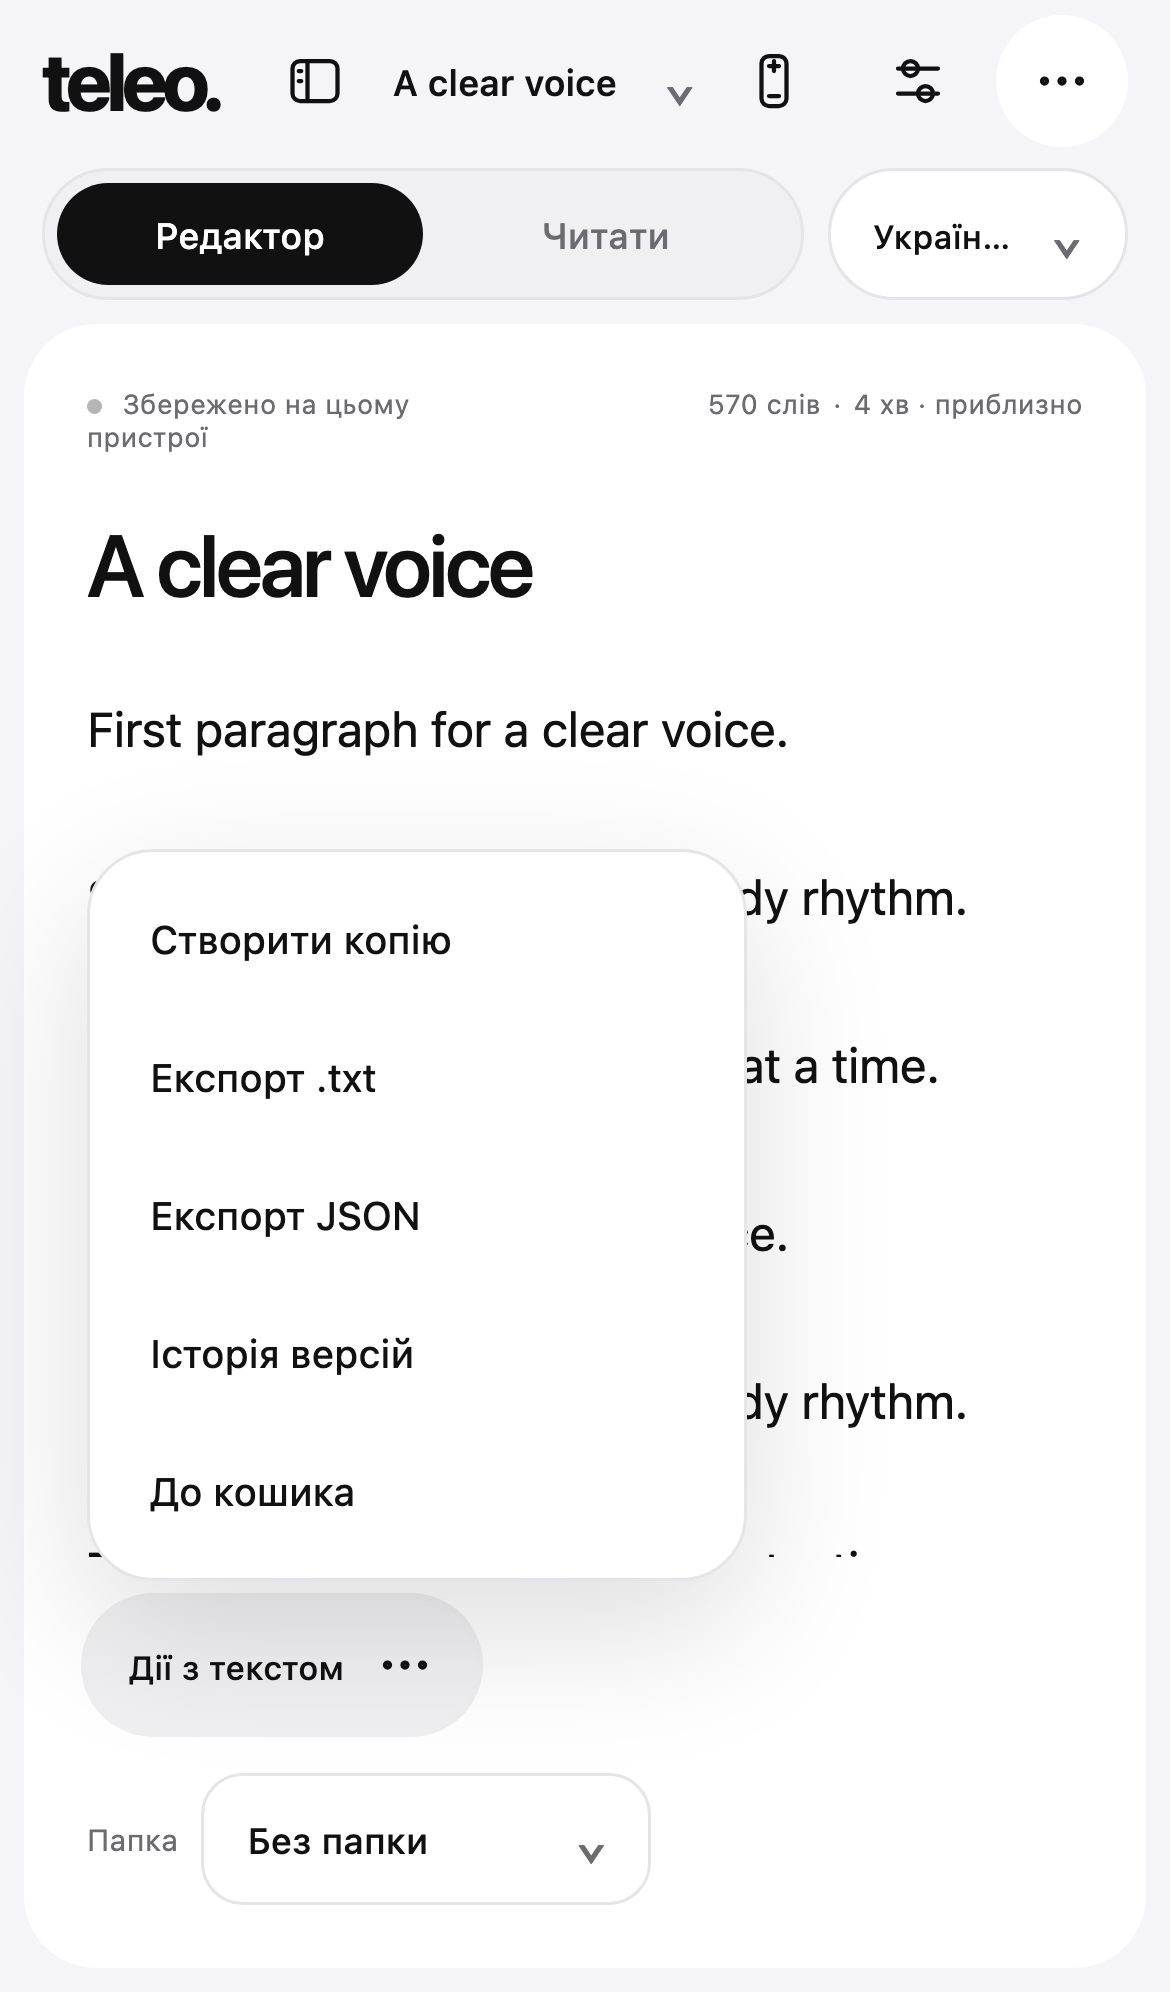 teleo.
A clear voice
Редактор
Читати
Україн...
Збережено на цьому
пристрої
570 слів · 4 хв · приблизно
A clear voice
First paragraph for a clear voice.
rhythm.
Створити копію
at a time.
Експорт .txt
Експорт JSON
Історія версій
rhythm.
До кошика
Дії з текстом
Папка
Без папки